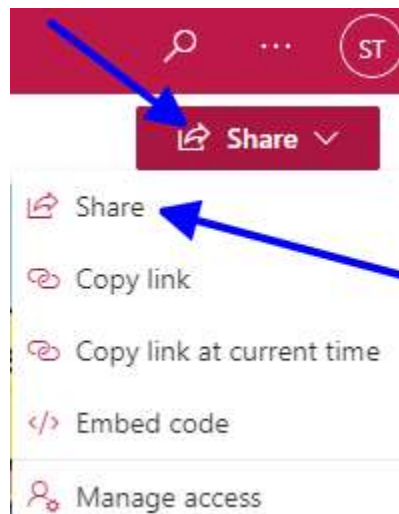 ST
Share
Share
Copy link
Copy link at current time
Embed code
Manage access